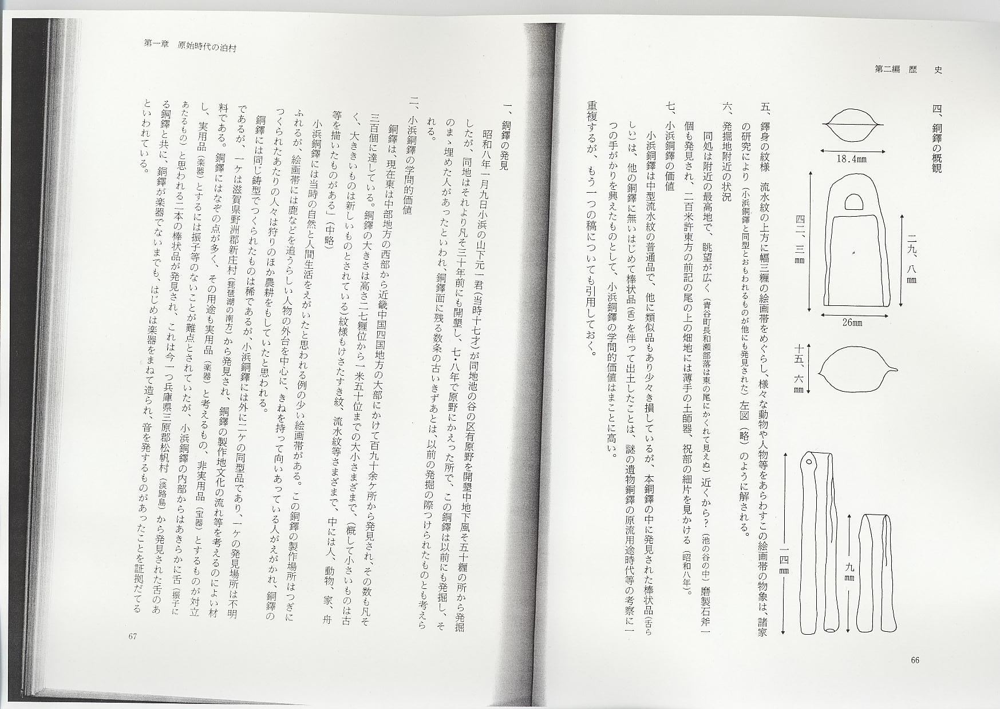 第二編　歴　　史
四、銅鐸の概観
18.4mm
二九、八mm
四二、三mm
26mm
十五、六mm
一四mm
九mm
五、鐸身の紋様　流水紋の上方に幅三糎の絵画帯をめぐらし、様々な動物や人物等をあらわすこの絵画帯の物象は、諸家
の研究により（小浜銅鐸と同型とおもわれるものが他にも発見された）左図（略）のように解される。
六、発掘地附近の状況
同処は附近の最高地で、眺望が広く（青谷町長和瀬部落は東の尾にかくれて見えぬ）近くから？（池の谷の中）磨製石斧一
個も発見され、二百米許東方の前記の尾の上の畑地には薄手の土師器、祝部の細片を見かける（昭和八年）。
七、小浜銅鐸の価値
小浜銅鐸は中型流水紋の普通品で、他に類似品もあり少々き損しているが、本銅鐸の中に発見された棒状品（舌ら
しい）は、他の銅鐸に無いはじめて棒状品（舌）を伴って出土したことは、謎の遺物銅鐸の原流用途時代等の考察に一
つの手がかりを興えたものとして、小浜銅鐸の学問的価値はまことに高い。
重複するが、もう一つの稿についても引用しておく。
66
第一章　原始時代の泊村
一、銅鐸の発見
昭和八年一月九日小浜の山下元一君（当時十七才）が同地池の谷の区有原野を開墾中地下凬そ五十糎の所から発掘
したが、同地はそれより凡そ三十年前にも開墾し、七・八年で原野にかえった所で、この銅鐸は以前にも発掘し、そ
のまゝ埋めた人があったといわれ、銅鐸面に残る数条の古いきずあとは、以前の発掘の際つけられたものとも考えら
れる。
二、小浜銅鐸の学問的価値
銅鐸は、現在東は中部地方の西部から近畿中国四国地方の大部にかけて百九十余ケ所から発見され、その数も凡そ
三百個に達している。銅鐸の大きさは高さ二七糎位から一米五十位までの大小さまざまで、（概して小さいものは古
く、大ききいものは新しいものとされている）紋様もけさたすき紋、流水紋等さまざまで、中には人、動物、家、舟
等を描いたものがある」（中略）
小浜銅鐸には当時の自然と人間生活をえがいたと思われる例の少い絵画帯がある。この銅鐸の製作場所はつぎに
ふれるが、絵画帯には鹿などを追うらしい人物の外台を中心に、きねを持って向いあっている人がえがかれ、銅鐸の
つくられたあたりの人々は狩りのほか農耕をもしていたと思われる。
銅鐸には同じ鋳型でつくられたものは稀であるが、小浜銅鐸には外に二ケの同型品であり、一ケの発見場所は不明
であるが、一ケは滋賀県野洲郡新庄村（琵琶湖の南方）から発見され、銅鐸の製作地文化の流れ等を考えるのによい材
料である。銅鐸にはなぞの点が多く、その用途も実用品（楽器）と考えるもの、非実用品（宝器）とするものが対立
し、実用品（楽器）とするには振子等のないことが難点とされていたが、小浜銅鐸の内部からはあきらかに舌（振子に
あたるもの）と思われる二本の棒状品が発見され、これは今一つ兵庫県三原郡松帆村（淡路島）から発見された舌のあ
る銅鐸と共に、銅鐸が楽器でないまでも、はじめは楽器をまねて造られ、音を発するものがあったことを証拠だてる
といわれている。
67